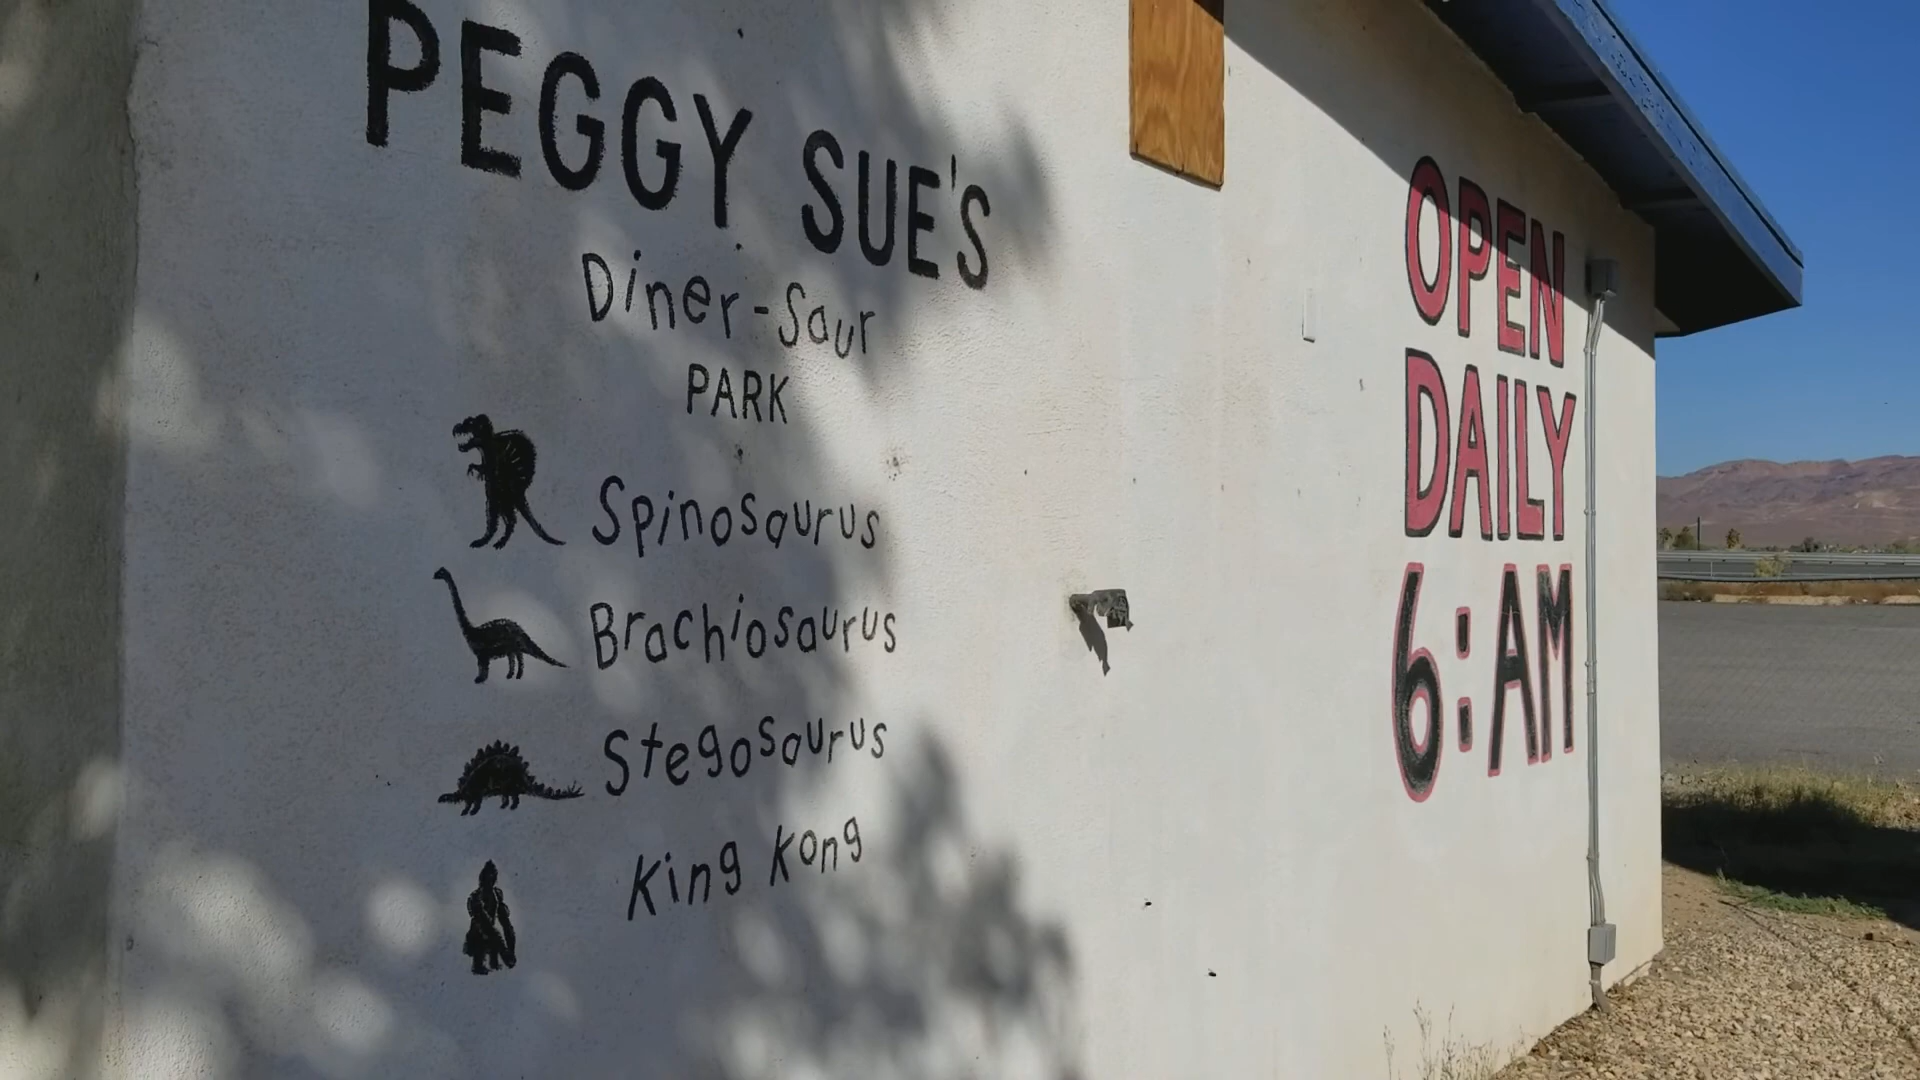 PEGGY SUE'S
Diner-Saur
PARK
Spinosaurus
Brachiosaurus
Stegosaurus
King Kong
OPEN
DAILY
6:AM